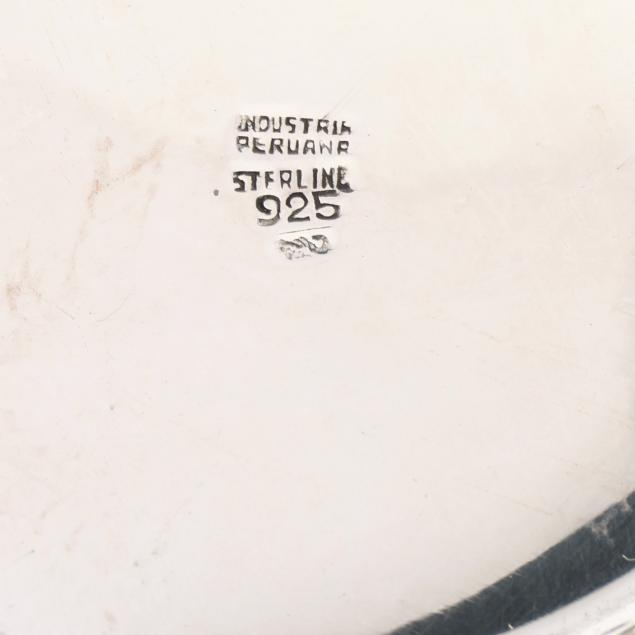 INDUSTRIA
PERUANA
STERLING
925